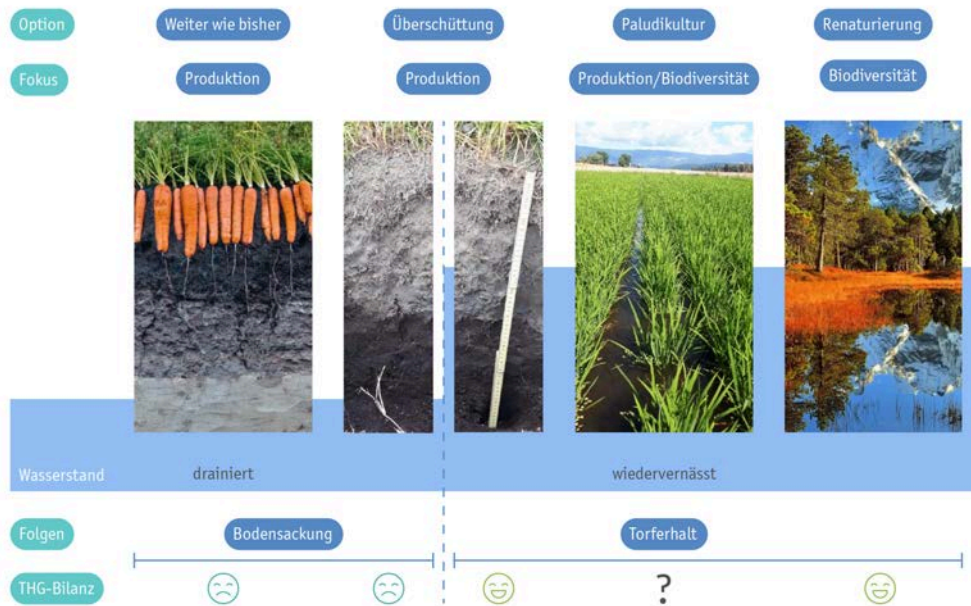 Option Weiter wie bisher Überschüttung Paludikultur Renaturierung
Fokus Produktion Produktion Produktion/Biodiversität Biodiversität
Wasserstand drainiert wiedervernässt
Folgen Bodensackung Torferhalt
THG-Bilanz ?